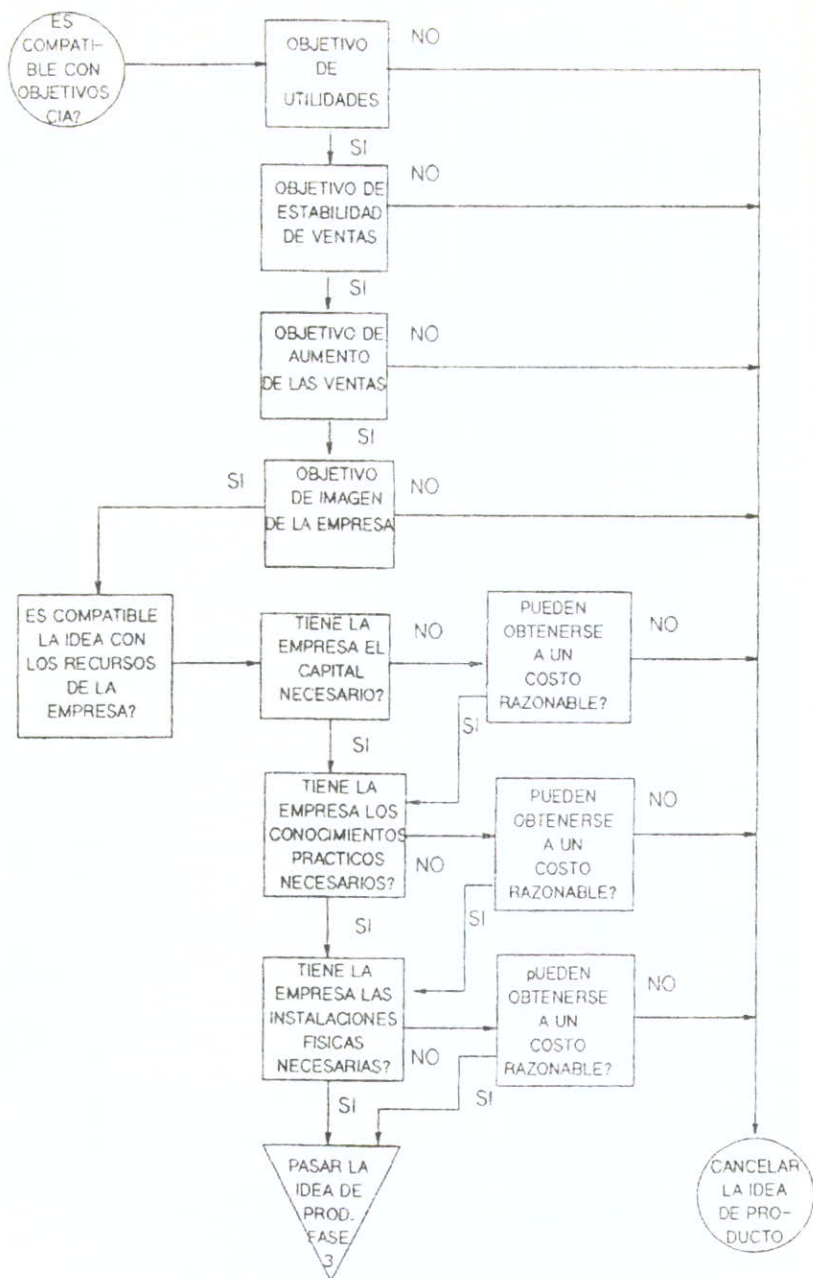 ES
COMPATI-
BLE CON
OBJETIVOS
CIA?
OBJETIVO
DE
UTILIDADES
NO
SI
OBJETIVO DE
ESTABILIDAD
DE VENTAS
NO
SI
OBJETIVO DE
AUMENTO
DE LAS VENTAS
NO
SI
OBJETIVO
DE IMAGEN
DE LA EMPRESA
NO
SI
ES COMPATIBLE
LA IDEA CON
LOS RECURSOS
DE LA
EMPRESA?
TIENE LA
EMPRESA EL
CAPITAL
NECESARIO?
NO
PUEDEN
OBTENERSE
A UN
COSTO
RAZONABLE?
NO
SI
SI
TIENE LA
EMPRESA LOS
CONOCIMIENTOS
PRACTICOS
NECESARIOS?
NO
PUEDEN
OBTENERSE
A UN
COSTO
RAZONABLE?
NO
SI
SI
TIENE LA
EMPRESA LAS
INSTALACIONES
FISICAS
NECESARIAS?
NO
pUEDEN
OBTENERSE
A UN
COSTO
RAZONABLE?
NO
SI
SI
PASAR LA
IDEA DE
PROD.
FASE
3
CANCELAR
LA IDEA
DE PRO-
DUCTO